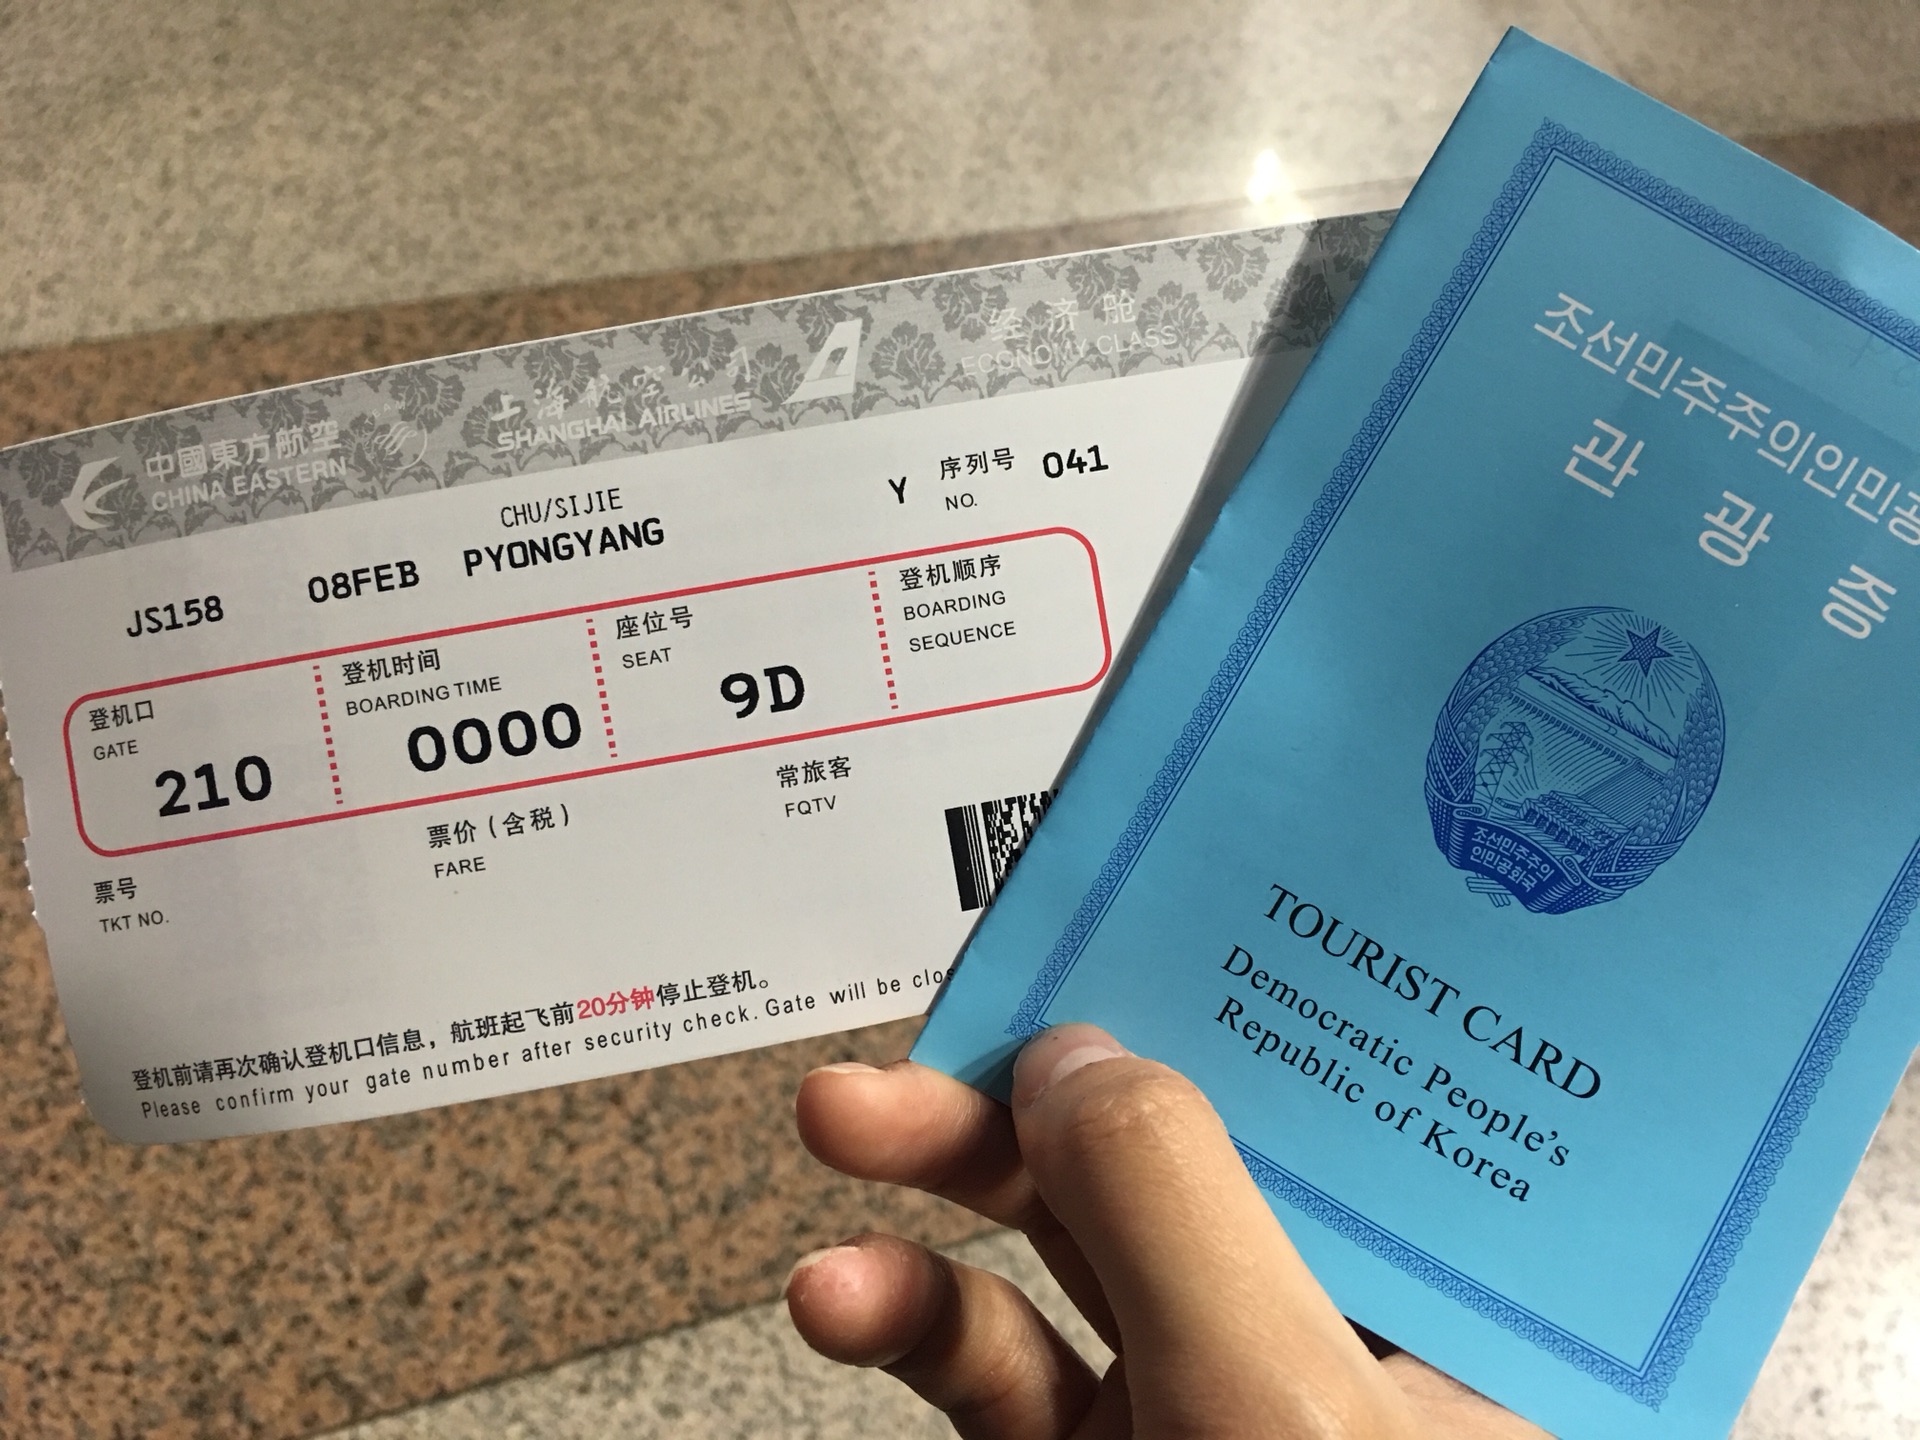 中國東方航空
CHINA EASTERN
上海航空公司
SHANGHAI AIRLINES
经济舱
ECONOMY CLASS
CHU/SIJIE
JS158 08FEB PYONGYANG
Y 序列号 041
NO.
登机口
GATE
210
登机时间
BOARDING TIME
0000
座位号
SEAT
9D
登机顺序
BOARDING
SEQUENCE
票号
TKT NO.
票价(含税)
FARE
常旅客
FQTV
登机前请再次确认登机口信息，航班起飞前20分钟停止登机。
Please confirm your gate number after security check. Gate will be clos
조선민주주의인민공
관광증
조선민주주의
인민공화국
TOURIST CARD
Democratic People's
Republic of Korea